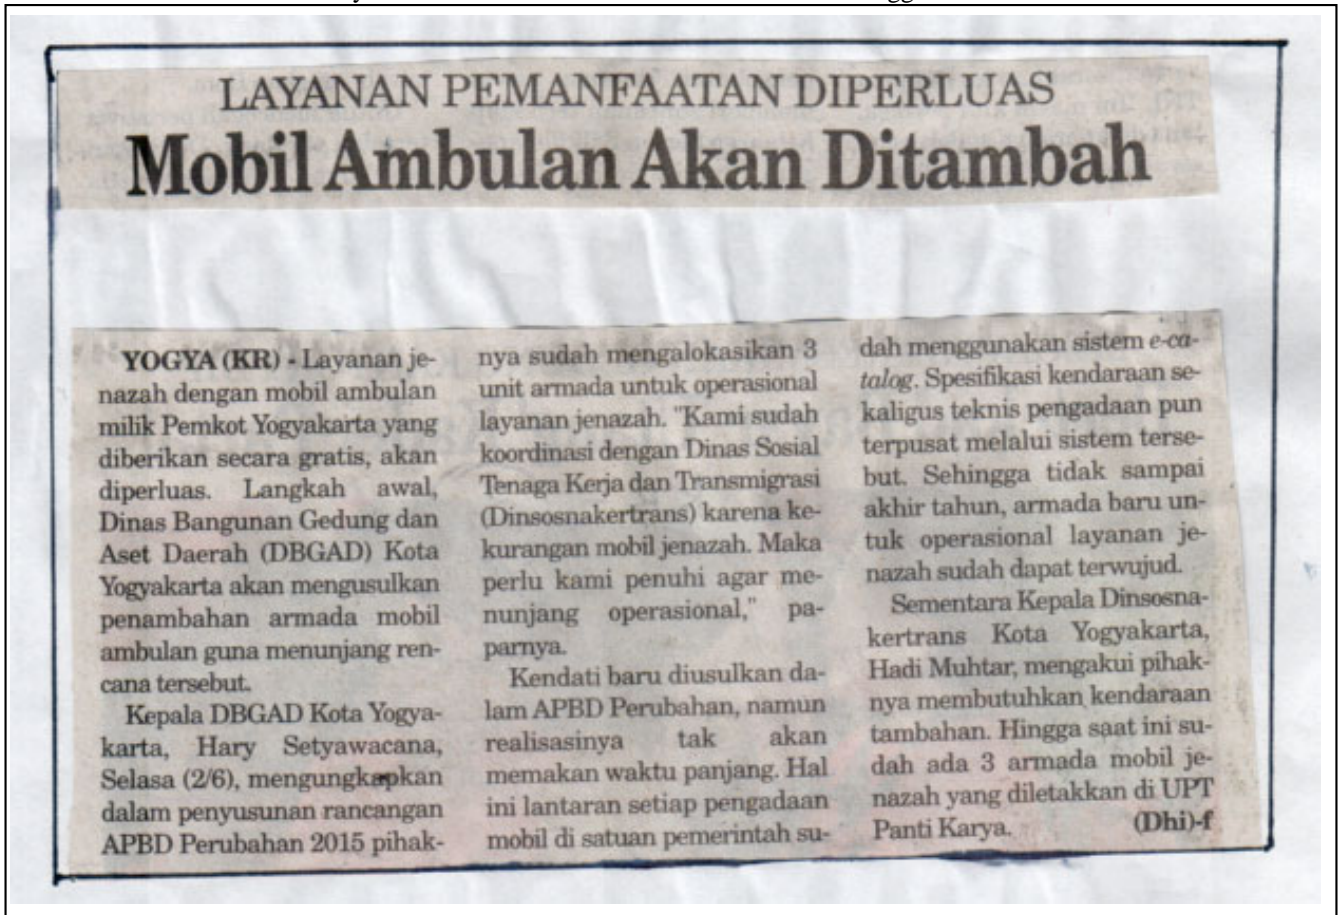 LAYANAN PEMANFAATAN DIPERLUAS
Mobil Ambulan Akan Ditambah
YOGYA (KR) - Layanan je-
nazah dengan mobil ambulan
milik Pemkot Yogyakarta yang
diberikan secara gratis, akan
diperluas. Langkah awal,
Dinas Bangunan Gedung dan
Aset Daerah (DBGAD) Kota
Yogyakarta akan mengusulkan
penambahan armada mobil
ambulan guna menunjang ren-
cana tersebut.
Kepala DBGAD Kota Yogya-
karta, Hary Setyawacana,
Selasa (2/6), mengungkapkan
dalam penyusunan rancangan
APBD Perubahan 2015 pihak-
nya sudah mengalokasikan 3
unit armada untuk operasional
layanan jenazah. "Kami sudah
koordinasi dengan Dinas Sosial
Tenaga Kerja dan Transmigrasi
(Dinsosnakertrans) karena ke-
kurangan mobil jenazah. Maka
perlu kami penuhi agar me-
nunjang operasional," pa-
parnya.
Kendati baru diusulkan da-
lam APBD Perubahan, namun
realisasinya tak akan
memakan waktu panjang. Hal
ini lantaran setiap pengadaan
mobil di satuan pemerintah su-
dah menggunakan sistem e-ca-
talog. Spesifikasi kendaraan se-
kaligus teknis pengadaan pun
terpusat melalui sistem terse-
but. Sehingga tidak sampai
akhir tahun, armada baru un-
tuk operasional layanan je-
nazah sudah dapat terwujud.
Sementara Kepala Dinsosna-
kertrans Kota Yogyakarta,
Hadi Muhtar, mengakui pihak-
nya membutuhkan kendaraan
tambahan. Hingga saat ini su-
dah ada 3 armada mobil je-
nazah yang diletakkan di UPT
Panti Karya. (Dhi)-f